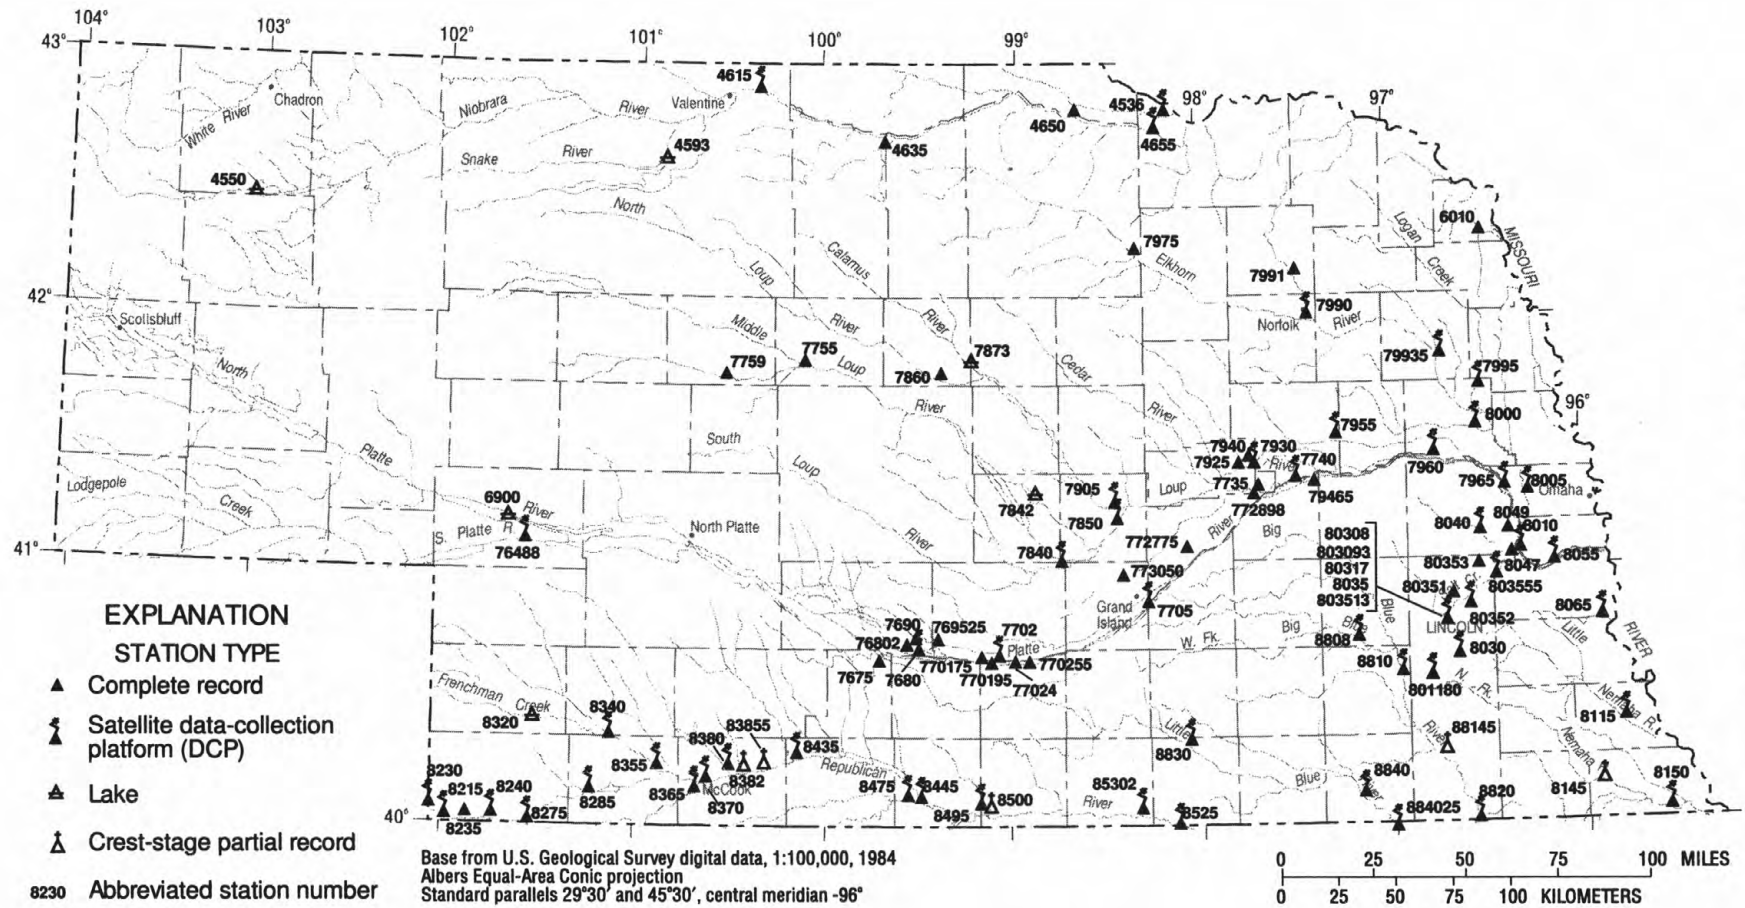 104°
103°
102°
101°
100°
99°
43°
4615
Chadron
White River
Niobrara
River
Valentine
4536
98°
97°
4650
4655
4593
Snake
River
4635
4550
North
6010
Logan
Creek
MISSOURI
7975
Elkhorn
Calamus
Loup
7991
42°
Scottsbluff
7990
Norfolk
River
Middle
River
River
7755
7873
7759
Loup
7860
Cedar
79935
7995
North
96°
River
River
8000
7955
South
Platte
Loup
7940
7930
7925
River
7740
7960
Lodgepole
Creek
6900
River
7905
Loup
7735
79465
7965
8005
Omaha
7842
7850
772898
S. Platte R
North Platte
River
River
Big
8049
8040
8010
76488
41°
7840
772775
80308
803093
80317
8035
803513
80353
8047
8055
773050
80351
803555
Grand
Island
7705
Blue
80352
8065
EXPLANATION
7690
769525
7702
Big
Blue
LINCOLN
Little
RIVER
76802
Platte
W. Fk.
8808
8030
STATION TYPE
770175
770255
8810
7675
7680
770195
77024
801180
N. Fk.
Complete record
Frenchman
Creek
8320
8340
83855
8380
Little
Nemaha R.
8115
Satellite data-collection
platform (DCP)
8435
8830
River
88145
Nemaha
8355
8382
Republican
8230
8215
8240
McCook
8475
8445
85302
Blue
River
8840
8145
8150
Lake
8285
8365
8370
8500
River
8820
40°
8235
8275
8495
8525
884025
Crest-stage partial record
8230 Abbreviated station number
Base from U.S. Geological Survey digital data, 1:100,000, 1984
Albers Equal-Area Conic projection
Standard parallels 29°30′ and 45°30′, central meridian -96°
0 25 50 75 100 MILES
0 25 50 75 100 KILOMETERS